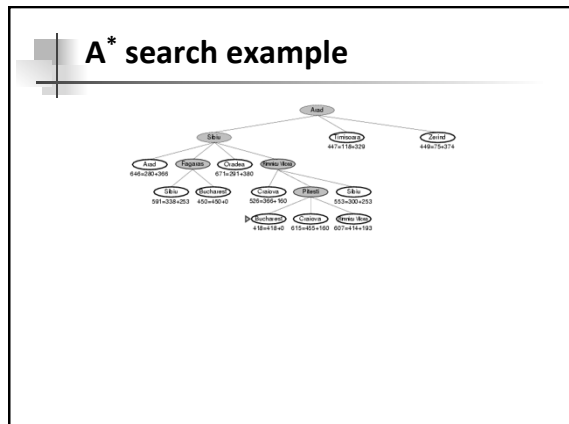 A* search example
Arad
Sibiu Timisoara Zerind
447=118+329 449=75+374
Arad Fagaras Oradea Rimnicu Vilcea
646=280+366 671=291+380
Sibiu Bucharest Craiova Pitesti Sibiu
591=338+253 450=450+0 526=366+160 553=300+253
Bucharest Craiova Rimnicu Vilcea
418=418+0 615=455+160 607=414+193